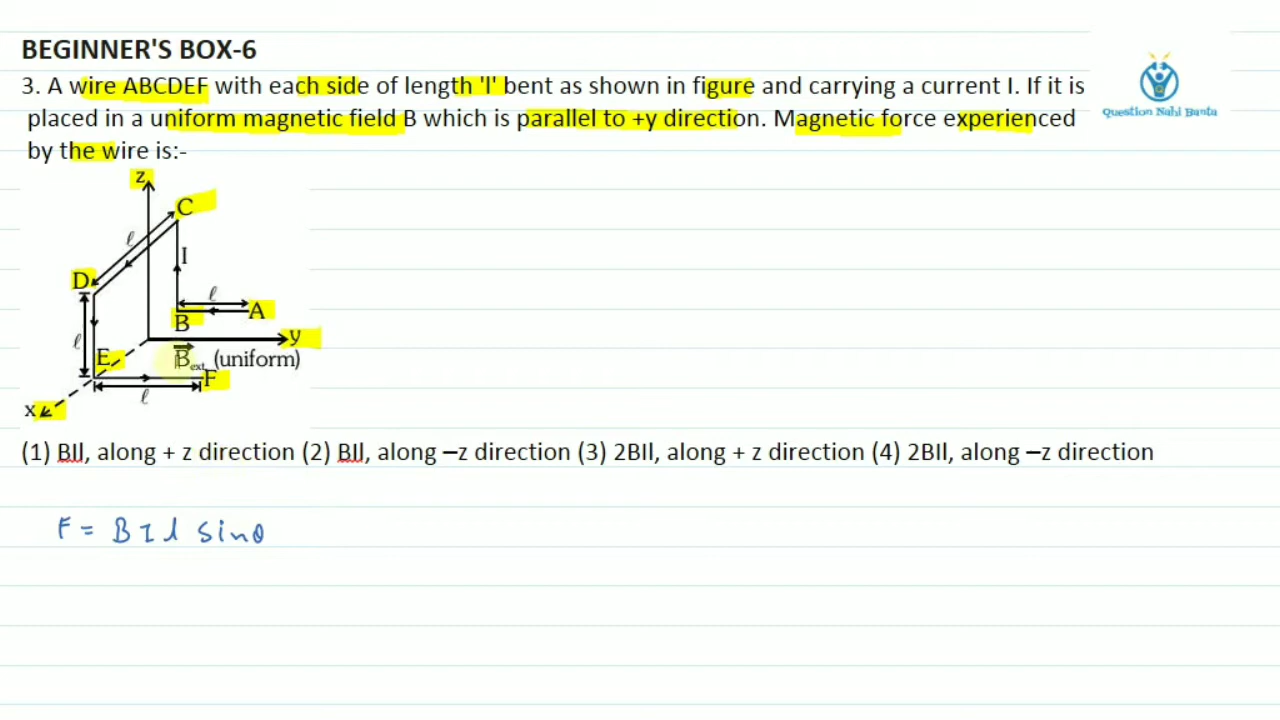 BEGINNER'S BOX-6
3. A wire ABCDEF with each side of length 'l' bent as shown in figure and carrying a current I. If it is
placed in a uniform magnetic field B which is parallel to +y direction. Magnetic force experienced
by the wire is:-
Question Nahi Banta
z
C
ℓ
I
D
ℓ
A
B
y
ℓ
E
B⃗ext (uniform)
F
ℓ
x
(1) BIl, along + z direction (2) BIl, along –z direction (3) 2BIl, along + z direction (4) 2BIl, along –z direction
F = B I l sinθ